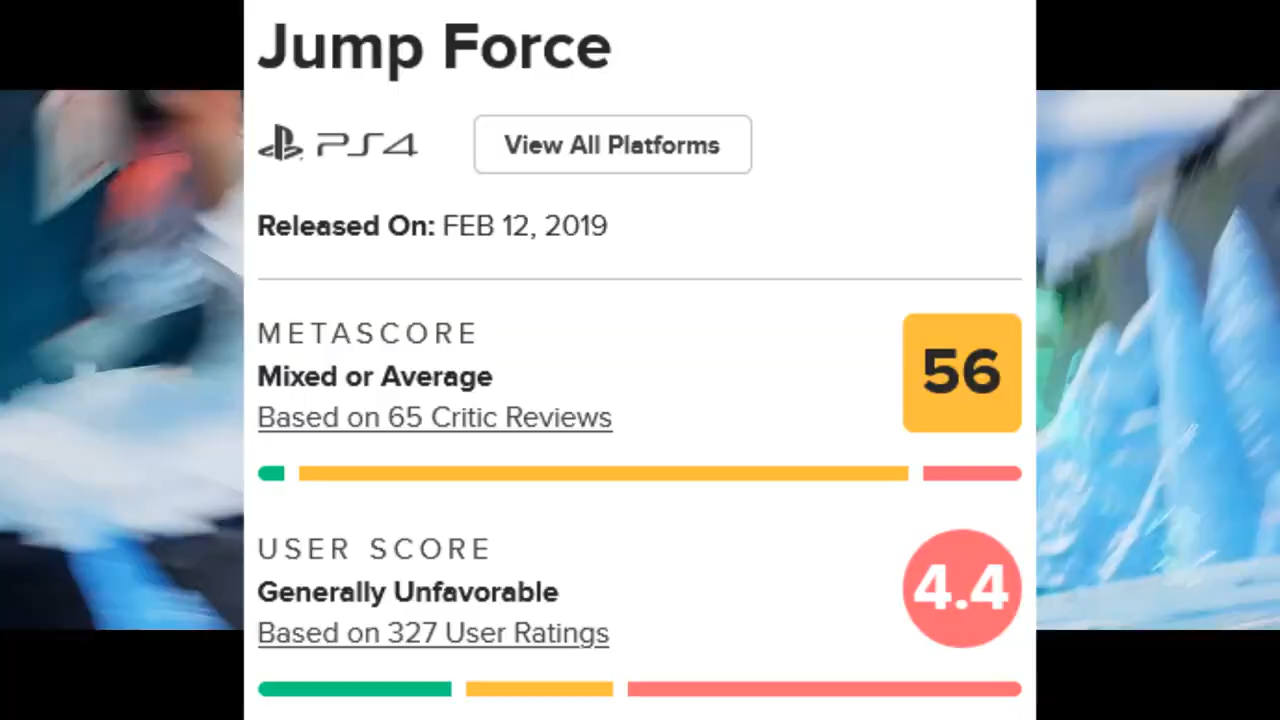 Jump Force
PS4 View All Platforms
Released On: FEB 12, 2019
METASCORE
Mixed or Average
Based on 65 Critic Reviews
56
USER SCORE
Generally Unfavorable
Based on 327 User Ratings
4.4